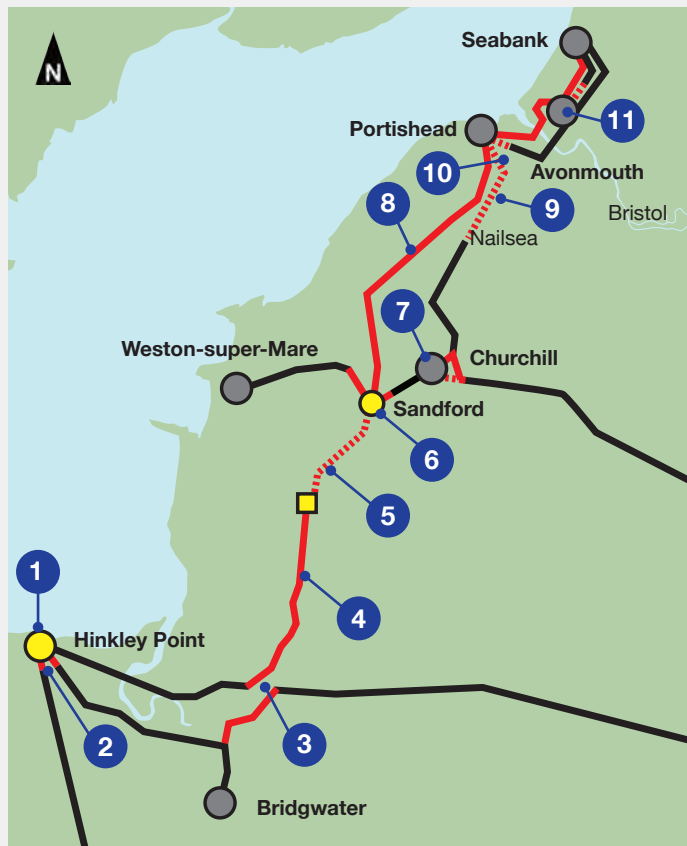 N
Seabank
Portishead
11
10
Avonmouth
9
Bristol
8
Nailsea
7
Weston-super-Mare
Churchill
Sandford
6
5
1
4
Hinkley Point
2
3
Bridgwater